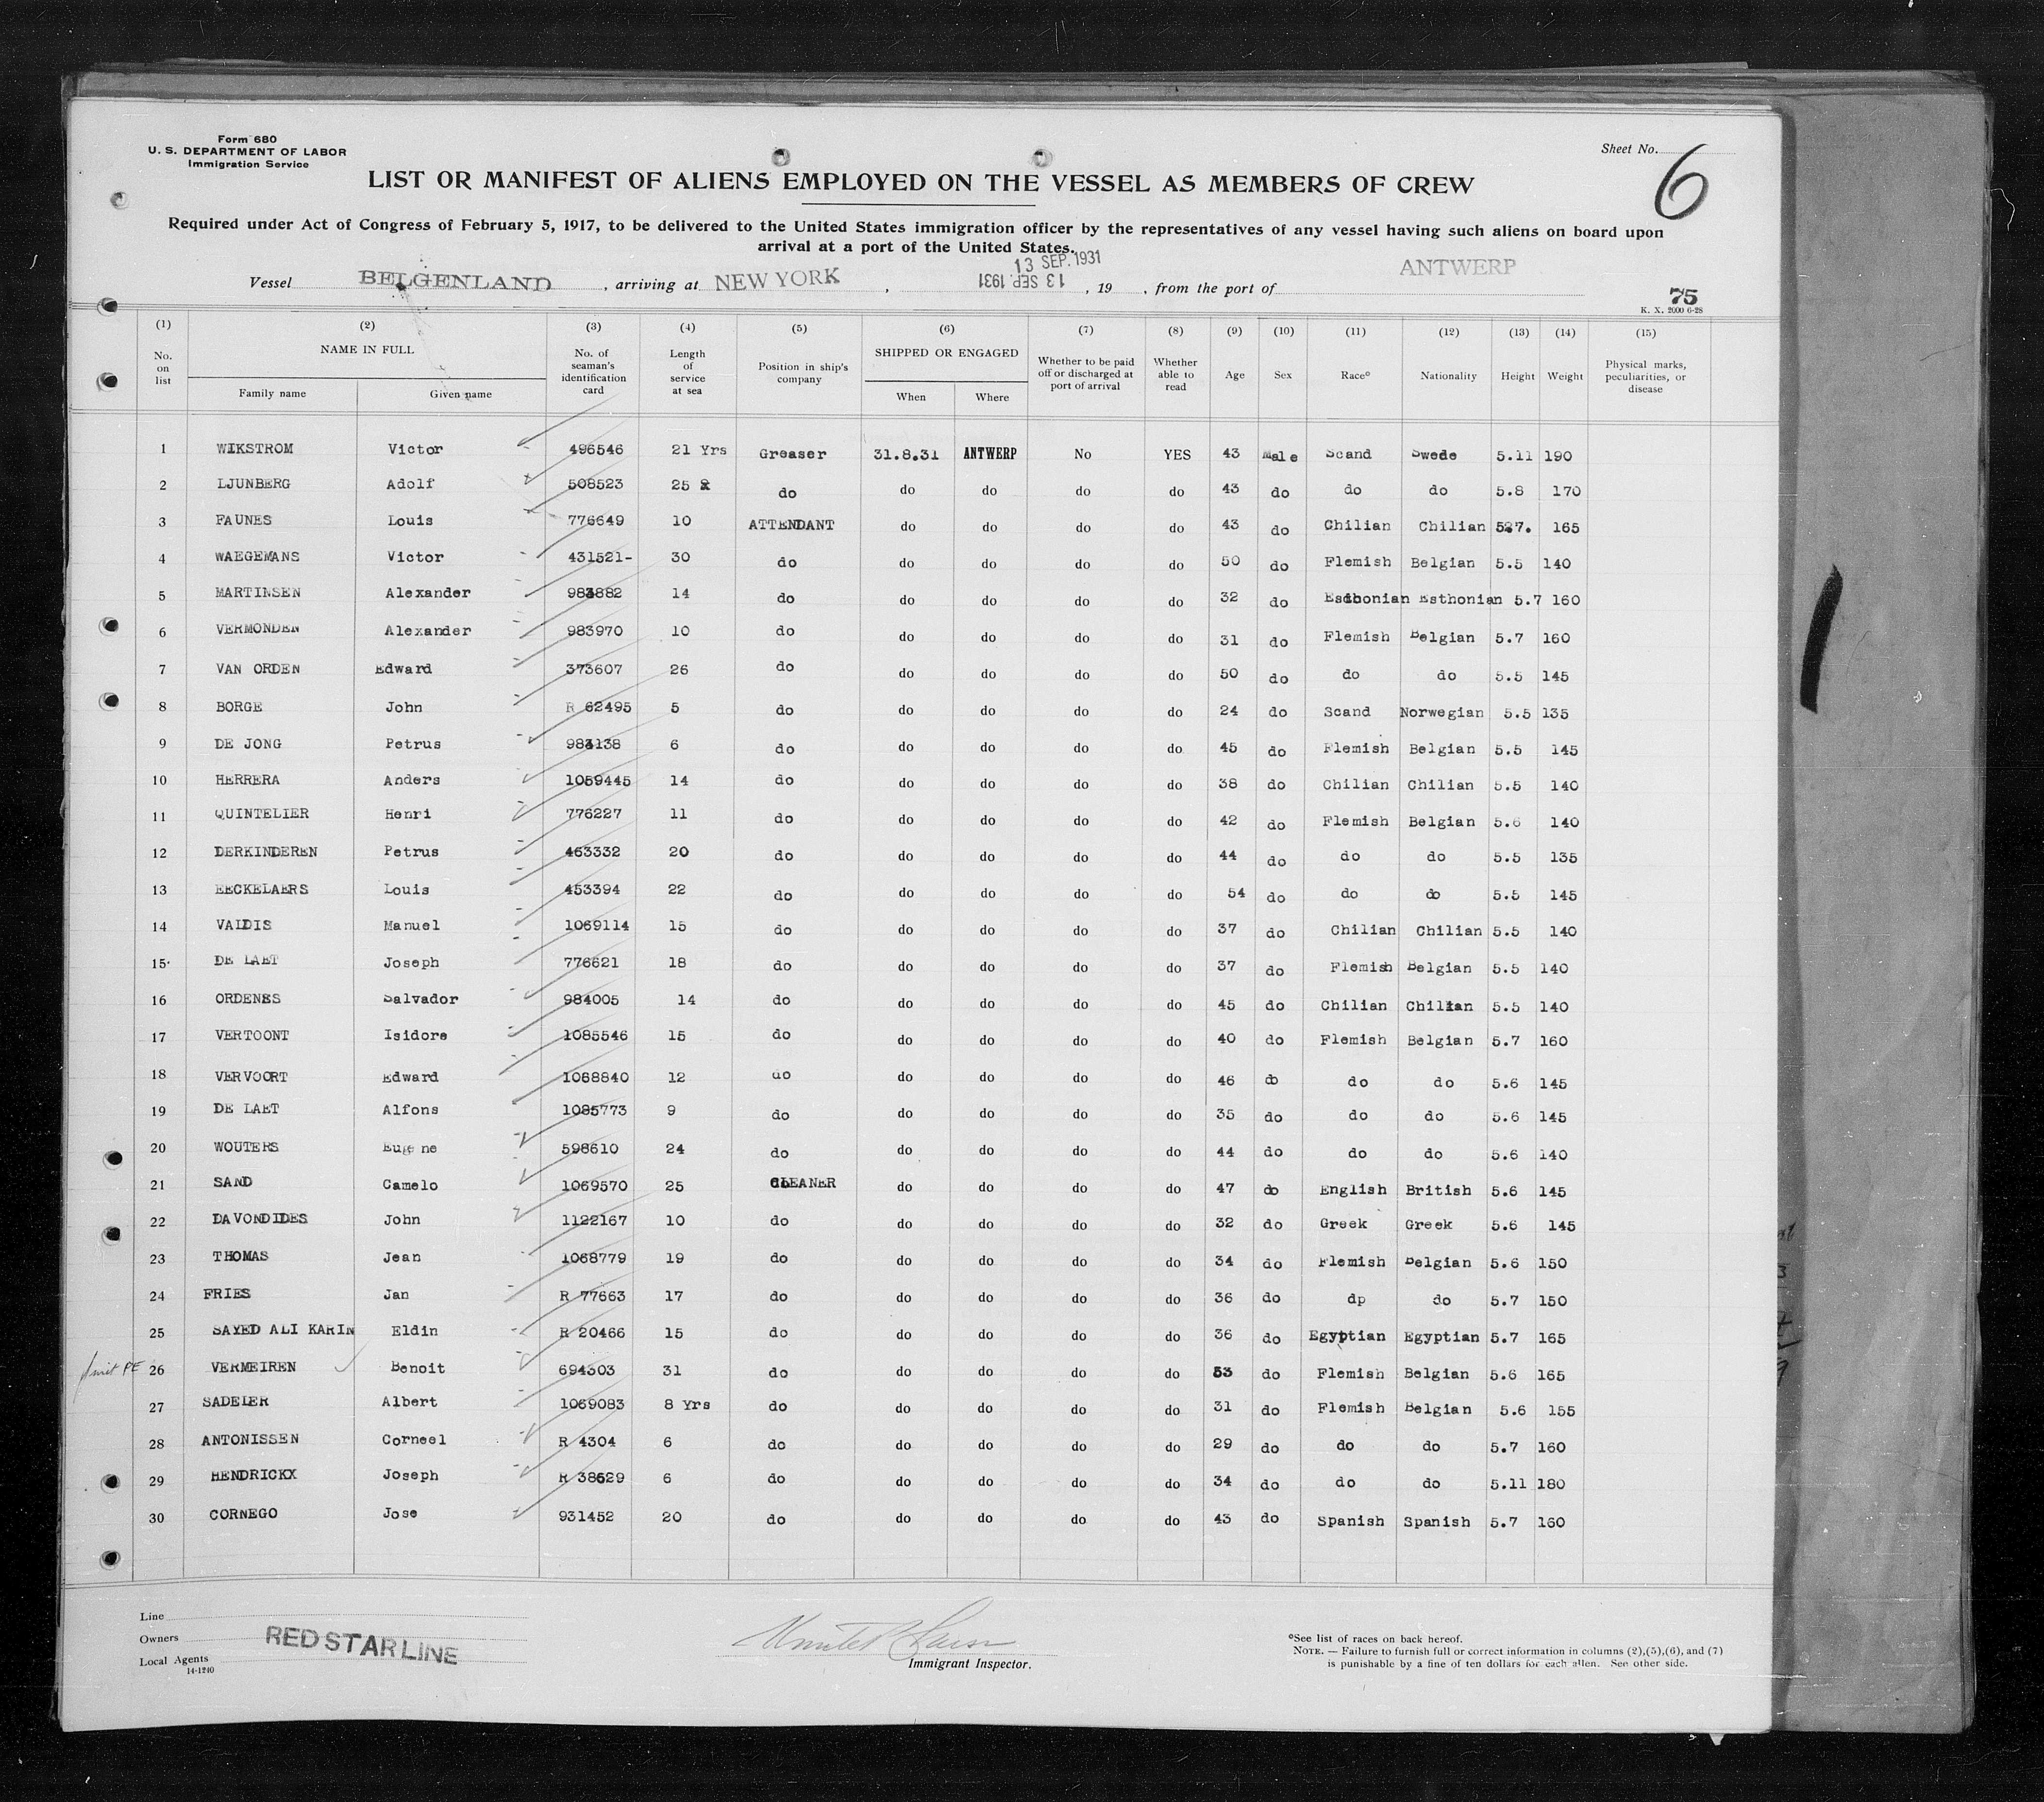 Form 680
U. S. DEPARTMENT OF LABOR
Immigration Service
Sheet No. 6
LIST OR MANIFEST OF ALIENS EMPLOYED ON THE VESSEL AS MEMBERS OF CREW
Required under Act of Congress of February 5, 1917, to be delivered to the United States immigration officer by the representatives of any vessel having such aliens on board upon
arrival at a port of the United States.
13 SEP. 1931
Vessel BELGENLAND, arriving at NEW YORK, 13 SEP. 1931, 19 , from the port of ANTWERP
75
K. X. 2000 6-28
(1) (2) (3) (4) (5) (6) (7) (8) (9) (10) (11) (12) (13) (14) (15)
No. on list NAME IN FULL Family name Given name No. of seaman's identification card Length of service at sea Position in ship's company SHIPPED OR ENGAGED When Where Whether to be paid off or discharged at port of arrival Whether able to read Age Sex Race° Nationality Height Weight Physical marks, peculiarities, or disease
1 WIKSTROM Victor 496546 21 Yrs Greaser 31.8.31 ANTWERP No YES 43 Male Scand Swede 5.11 190
2 LJUNBERG Adolf 508523 25 do do do do do 43 do do do 5.8 170
3 FAUNES Louis 776649 10 ATTENDANT do do do do 43 do Chilian Chilian 5.7. 165
4 WAEGEMANS Victor 431521- 30 do do do do do 50 do Flemish Belgian 5.5 140
5 MARTINSEN Alexander 983882 14 do do do do do 32 do Esthonian Esthonian 5.7 160
6 VERMONDEN Alexander 983970 10 do do do do do 31 do Flemish Belgian 5.7 160
7 VAN ORDEN Edward 373607 26 do do do do do 50 do do do 5.5 145
8 BORGE John R 62495 5 do do do do do 24 do Scand Norwegian 5.5 135
9 DE JONG Petrus 983138 6 do do do do do 45 do Flemish Belgian 5.5 145
10 HERRERA Anders 1059445 14 do do do do do 38 do Chilian Chilian 5.5 140
11 QUINTELIER Henri 776227 11 do do do do do 42 do Flemish Belgian 5.6 140
12 DERKINDEREN Petrus 463332 20 do do do do do 44 do do do 5.5 135
13 EECKELAERS Louis 453394 22 do do do do do 54 do do do 5.5 145
14 VALDIS Manuel 1069114 15 do do do do do 37 do Chilian Chilian 5.5 140
15 DE LAET Joseph 776621 18 do do do do do 37 do Flemish Belgian 5.5 140
16 ORDENES Salvador 984005 14 do do do do do 45 do Chilian Chilian 5.5 140
17 VERTOONT Isidore 1085546 15 do do do do do 40 do Flemish Belgian 5.7 160
18 VERVOORT Edward 1068840 12 do do do do do 46 do do do 5.6 145
19 DE LAET Alfons 1085773 9 do do do do do 35 do do do 5.6 145
20 WOUTERS Eugene 598610 24 do do do do do 44 do do do 5.6 140
21 SAND Camelo 1069570 25 CLEANER do do do do 47 do English British 5.6 145
22 DAVONDIDES John 1122167 10 do do do do do 32 do Greek Greek 5.6 145
23 THOMAS Jean 1068779 19 do do do do do 34 do Flemish Belgian 5.6 150
24 FRIES Jan R 77663 17 do do do do do 36 do dp do 5.7 150
25 SAYED ALI KARIN Eldin R 20466 15 do do do do do 36 do Egyptian Egyptian 5.7 165
26 VERMEIREN Benoit 694303 31 do do do do do 53 do Flemish Belgian 5.6 165
27 SADELER Albert 1069083 8 Yrs do do do do do 31 do Flemish Belgian 5.6 155
28 ANTONISSEN Corneel R 4304 6 do do do do do 29 do do do 5.7 160
29 HENDRICKX Joseph R 38629 6 do do do do do 34 do do do 5.11 180
30 CORNEGO Jose 931452 20 do do do do do 43 do Spanish Spanish 5.7 160
Line
Owners RED STAR LINE
Local Agents
14-1240
Immigrant Inspector.
°See list of races on back hereof.
NOTE. — Failure to furnish full or correct information in columns (2),(5),(6), and (7)
is punishable by a fine of ten dollars for each alien. See other side.